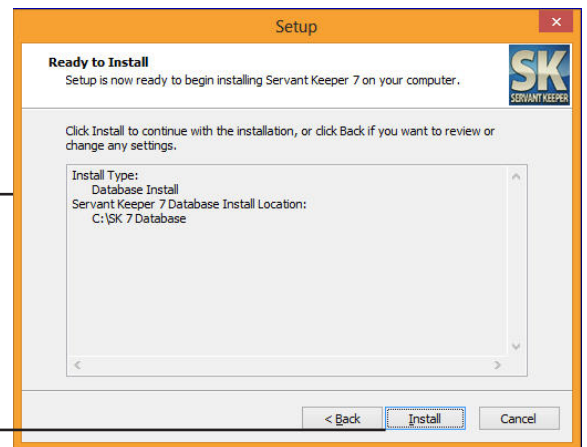 Setup
Ready to Install
Setup is now ready to begin installing Servant Keeper 7 on your computer.
SK
SERVANT KEEPER
Click Install to continue with the installation, or click Back if you want to review or
change any settings.
Install Type:
Database Install
Servant Keeper 7 Database Install Location:
C:\SK 7 Database
< Back
Install
Cancel